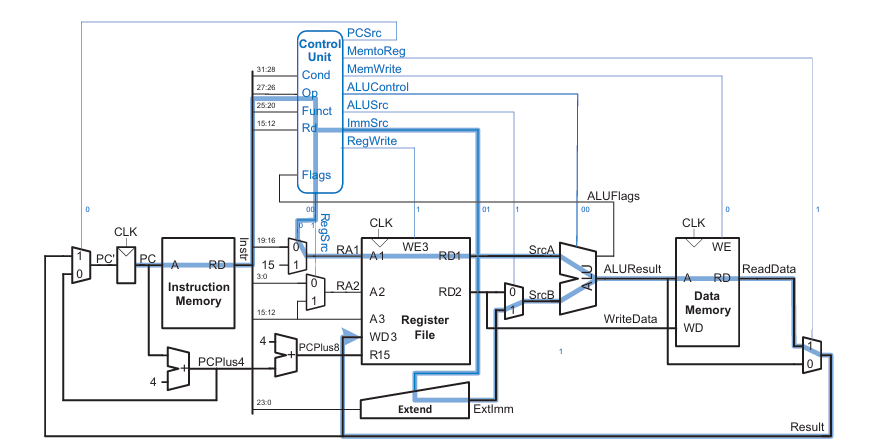 PCSrc
Control
Unit
MemtoReg
31:28
Cond
MemWrite
27:26
Op
ALUControl
25:20
Funct
ALUSrc
15:12
Rd
ImmSrc
RegWrite
Flags
ALUFlags
0
00
0
1
1
01
1
00
0
1
RegSrc
CLK
CLK
CLK
Instr
19:16
0
RA1
A1
WE3
RD1
SrcA
WE
1
0
PC'
PC
A
RD
15
1
ALU
ALUResult
A
RD
ReadData
Instruction
Memory
3:0
0
1
RA2
A2
RD2
0
1
SrcB
Data
Memory
15:12
A3
Register
File
WriteData
WD
WD3
4
+
PCPlus8
R15
1
1
0
PCPlus4
4
+
23:0
Extend
ExtImm
Result